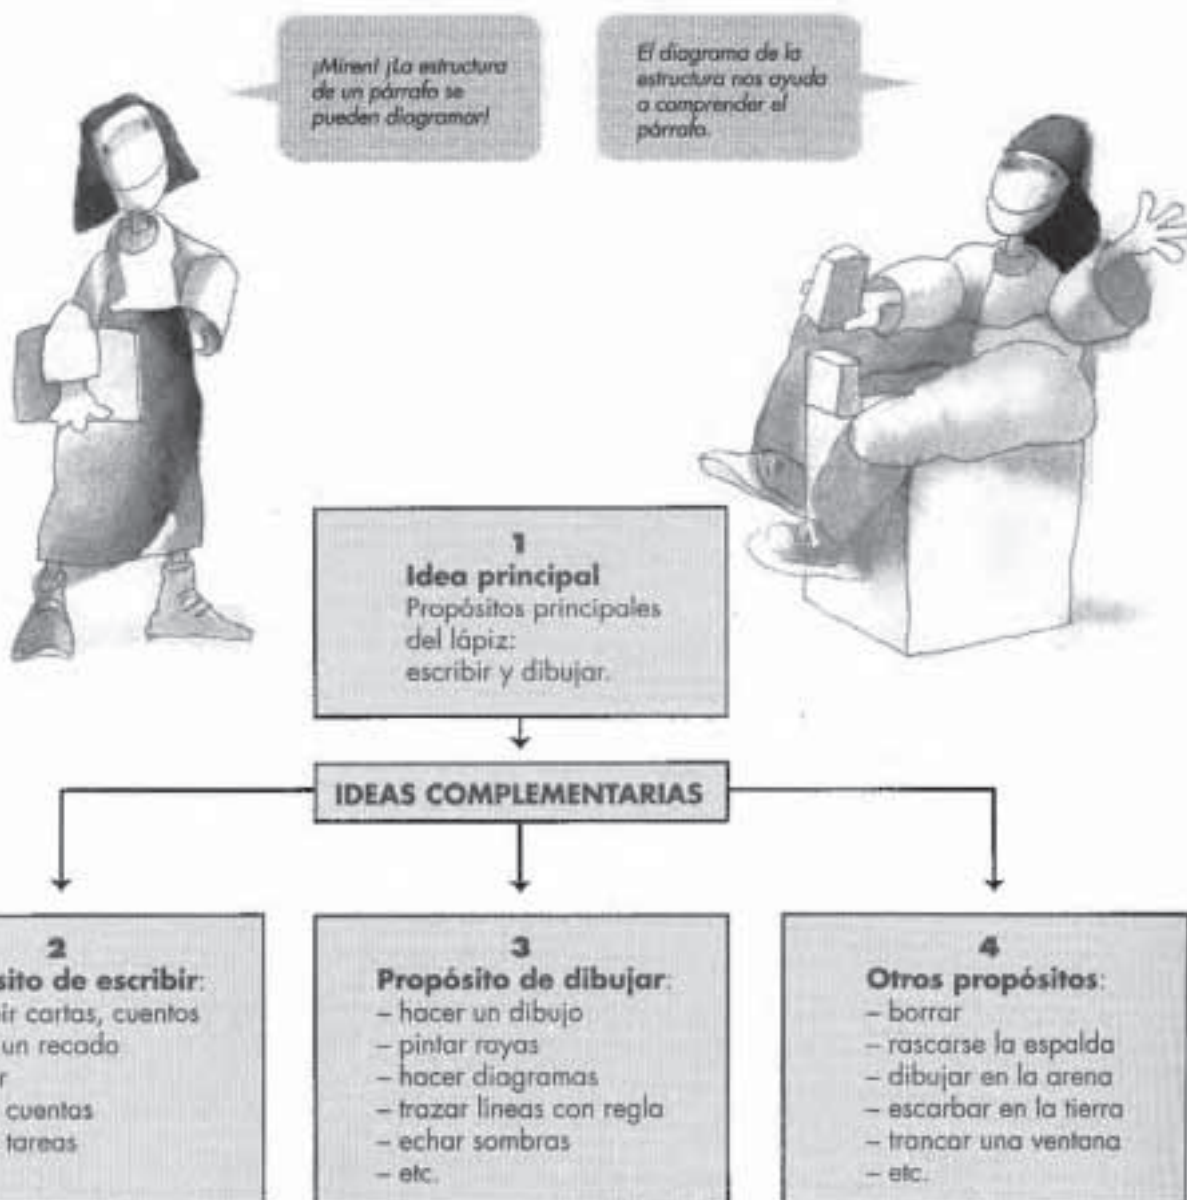 ¡Miren! ¡La estructura
de un párrafo se
pueden diagramar!
El diagrama de la
estructura nos ayuda
a comprender el
párrafo.
1
Idea principal
Propósitos principales
del lápiz:
escribir y dibujar.
IDEAS COMPLEMENTARIAS
2
sito de escribir:
ir cartas, cuentos
un recado
r
cuentas
tareas
3
Propósito de dibujar:
– hacer un dibujo
– pintar rayas
– hacer diagramas
– trazar líneas con regla
– echar sombras
– etc.
4
Otros propósitos:
– borrar
– rascarse la espalda
– dibujar en la arena
– escarbar en la tierra
– trancar una ventana
– etc.